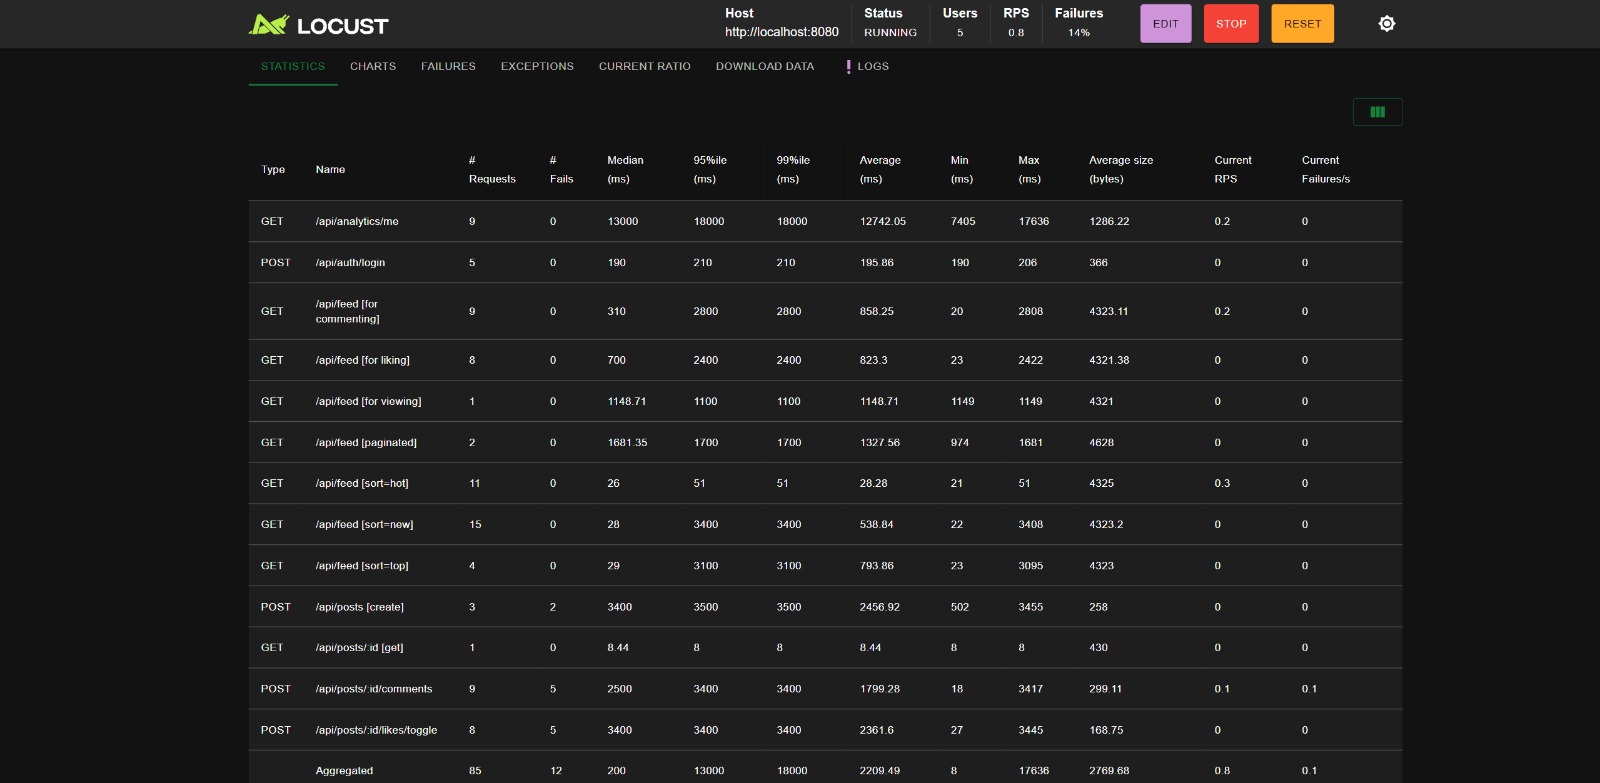 LOCUST
Host
http://localhost:8080
Status
RUNNING
Users
5
RPS
0.8
Failures
14%
EDIT
STOP
RESET
STATISTICS CHARTS FAILURES EXCEPTIONS CURRENT RATIO DOWNLOAD DATA LOGS
Type Name # Requests # Fails Median (ms) 95%ile (ms) 99%ile (ms) Average (ms) Min (ms) Max (ms) Average size (bytes) Current RPS Current Failures/s
GET /api/analytics/me 9 0 13000 18000 18000 12742.05 7405 17636 1286.22 0.2 0
POST /api/auth/login 5 0 190 210 210 195.86 190 206 366 0 0
GET /api/feed [for commenting] 9 0 310 2800 2800 858.25 20 2808 4323.11 0.2 0
GET /api/feed [for liking] 8 0 700 2400 2400 823.3 23 2422 4321.38 0 0
GET /api/feed [for viewing] 1 0 1148.71 1100 1100 1148.71 1149 1149 4321 0 0
GET /api/feed [paginated] 2 0 1681.35 1700 1700 1327.56 974 1681 4628 0 0
GET /api/feed [sort=hot] 11 0 26 51 51 28.28 21 51 4325 0.3 0
GET /api/feed [sort=new] 15 0 28 3400 3400 538.84 22 3408 4323.2 0 0
GET /api/feed [sort=top] 4 0 29 3100 3100 793.86 23 3095 4323 0 0
POST /api/posts [create] 3 2 3400 3500 3500 2456.92 502 3455 258 0 0
GET /api/posts/:id [get] 1 0 8.44 8 8 8.44 8 8 430 0 0
POST /api/posts/:id/comments 9 5 2500 3400 3400 1799.28 18 3417 299.11 0.1 0.1
POST /api/posts/:id/likes/toggle 8 5 3400 3400 3400 2361.6 27 3445 168.75 0 0
Aggregated 85 12 200 13000 18000 2209.49 8 17636 2769.68 0.8 0.1